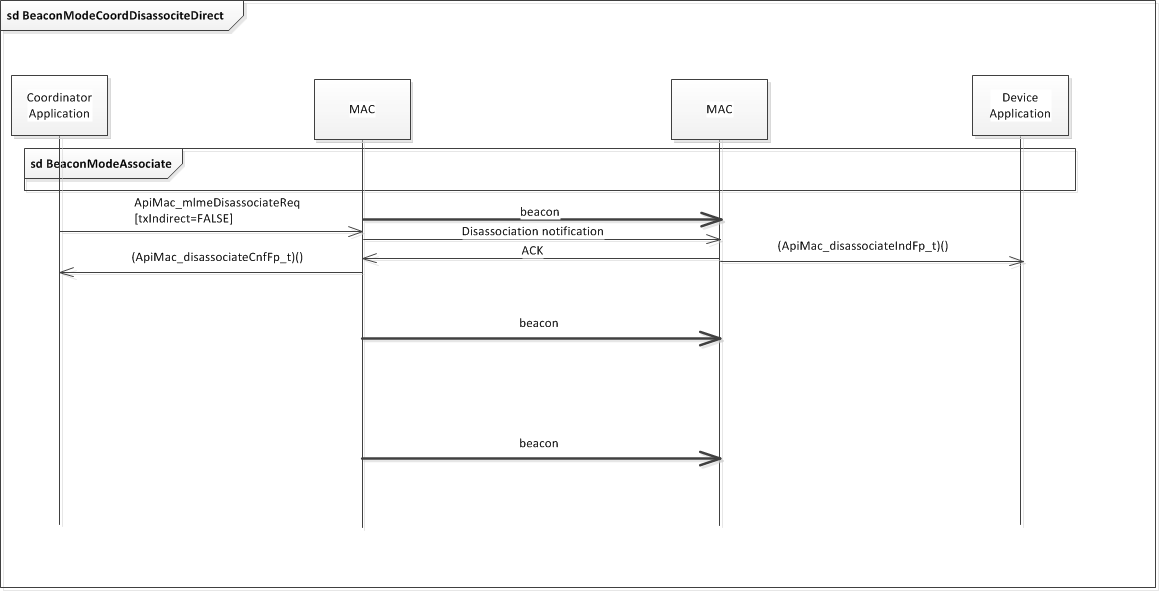 sd BeaconModeCoordDisassociteDirect
Coordinator
Application
MAC
MAC
Device
Application
sd BeaconModeAssociate
ApiMac_mlmeDisassociateReq
[txIndirect=FALSE]
beacon
Disassociation notification
ACK
(ApiMac_disassociateIndFp_t)()
(ApiMac_disassociateCnfFp_t)()
beacon
beacon